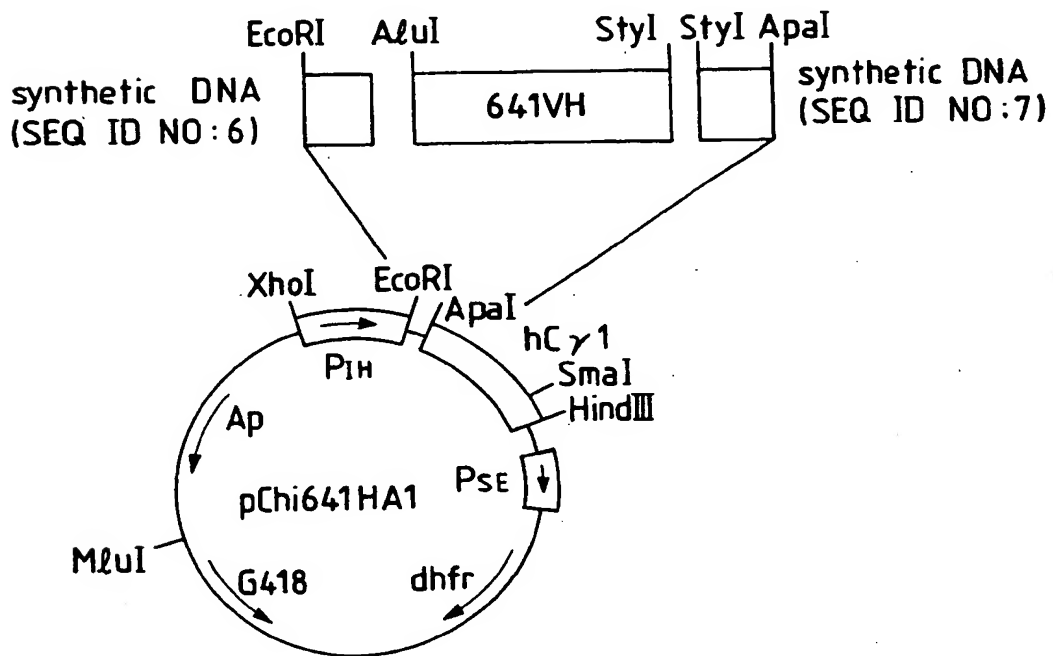 EcoRI AluI StyI StyI ApaI
synthetic DNA
(SEQ ID NO:6)
641VH
synthetic DNA
(SEQ ID NO:7)
XhoI EcoRI
ApaI
hCγ1
SmaI
HindIII
PIH
Ap
PSE
pChi641HA1
MluI
G418
dhfr